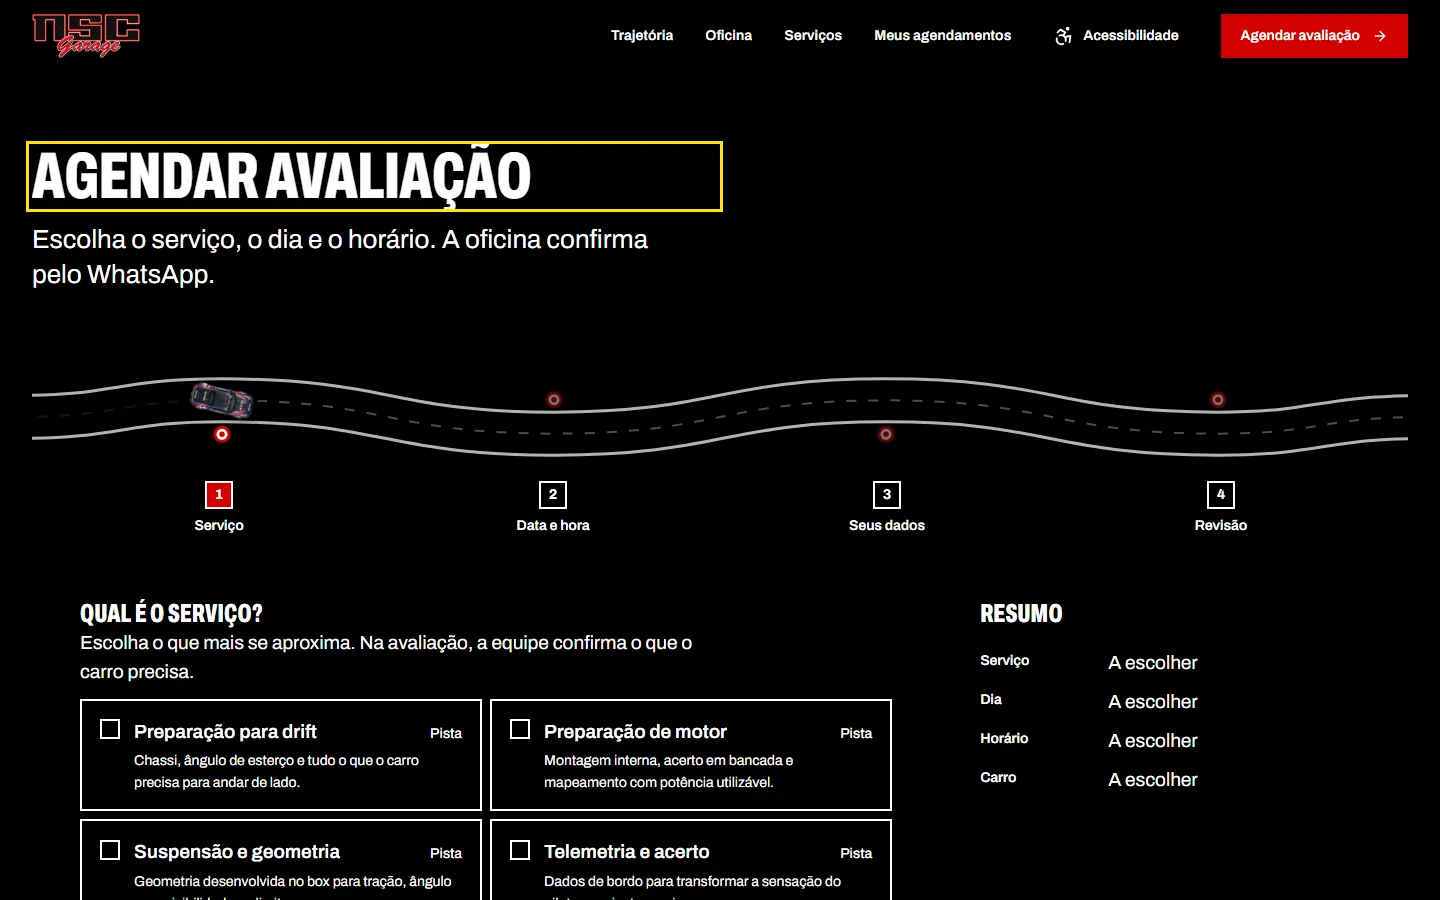 NSC
Garage
Trajetória
Oficina
Serviços
Meus agendamentos
Acessibilidade
Agendar avaliação
AGENDAR AVALIAÇÃO
Escolha o serviço, o dia e o horário. A oficina confirma
pelo WhatsApp.
1
Serviço
2
Data e hora
3
Seus dados
4
Revisão
QUAL É O SERVIÇO?
Escolha o que mais se aproxima. Na avaliação, a equipe confirma o que o
carro precisa.
Preparação para drift
Pista
Chassi, ângulo de esterço e tudo o que o carro
precisa para andar de lado.
Preparação de motor
Pista
Montagem interna, acerto em bancada e
mapeamento com potência utilizável.
Suspensão e geometria
Pista
Geometria desenvolvida no box para tração, ângulo
Telemetria e acerto
Pista
Dados de bordo para transformar a sensação do
RESUMO
Serviço
A escolher
Dia
A escolher
Horário
A escolher
Carro
A escolher